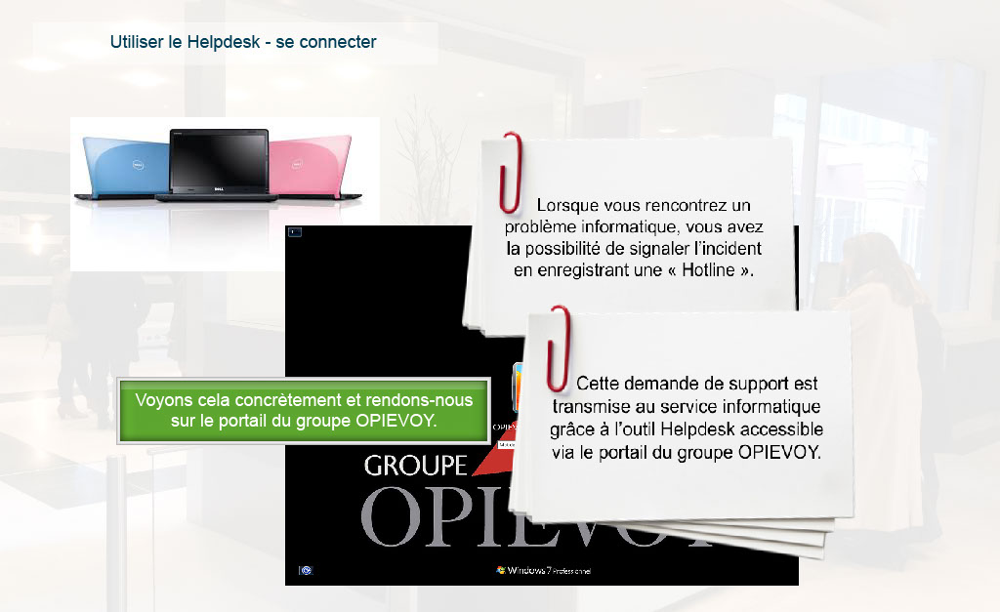 Utiliser le Helpdesk - se connecter
DELL
DELL
DELL
Lorsque vous rencontrez un
problème informatique, vous avez
la possibilité de signaler l’incident
en enregistrant une « Hotline ».
Cette demande de support est
transmise au service informatique
grâce à l’outil Helpdesk accessible
via le portail du groupe OPIEVOY.
Voyons cela concrètement et rendons-nous
sur le portail du groupe OPIEVOY.
GROUPE
OPIEVOY
Windows 7 Professionnel